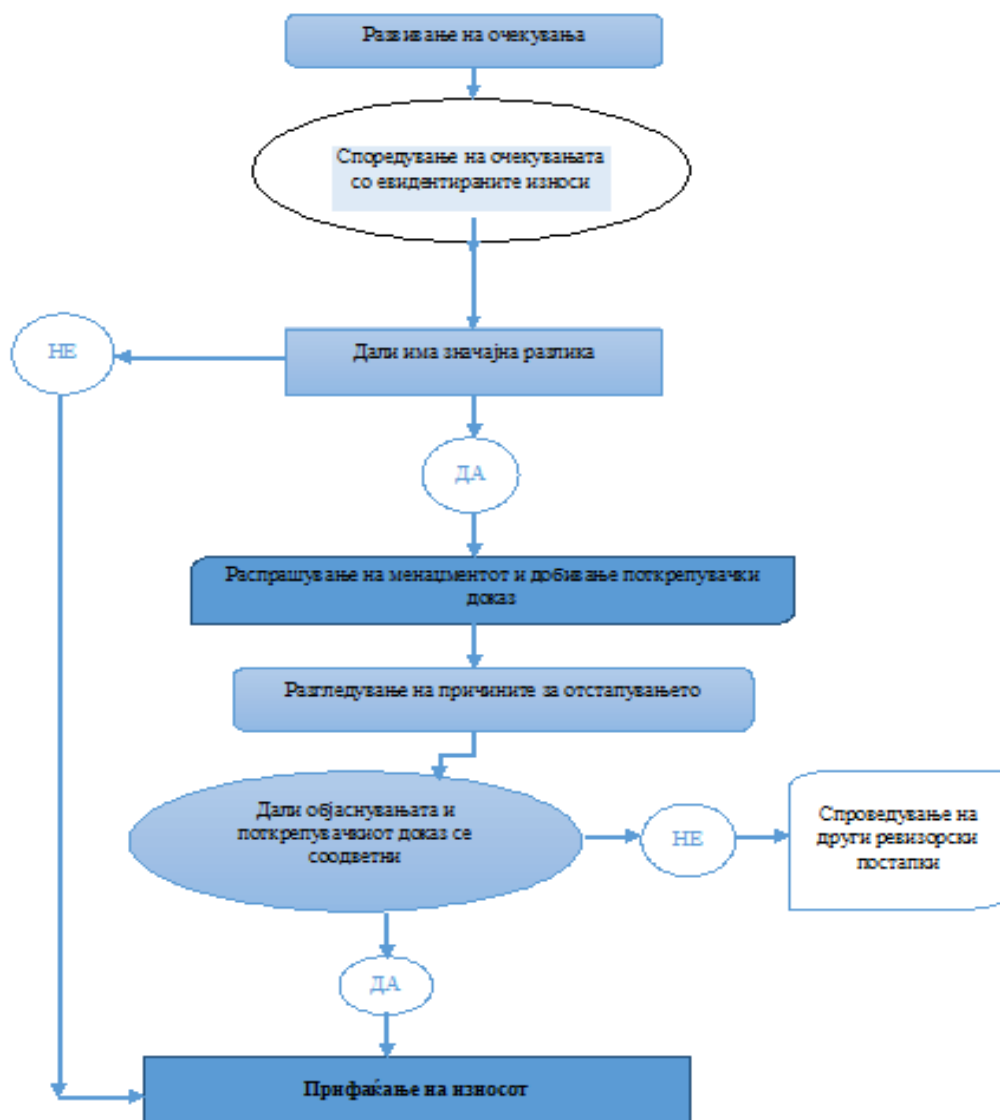 Развивање на очекувања
Споредување на очекувањата
со евидентираните износи
НЕ
Дали има значајна разлика
ДА
Распрашување на менаџментот и добивање поткрепувачки
доказ
Разгледување на причините за отстапувањето
Дали објаснувањата и
поткрепувачкиот доказ се
соодветни
НЕ
Спроведување на
други ревизорски
постапки
ДА
Прифаќање на износот